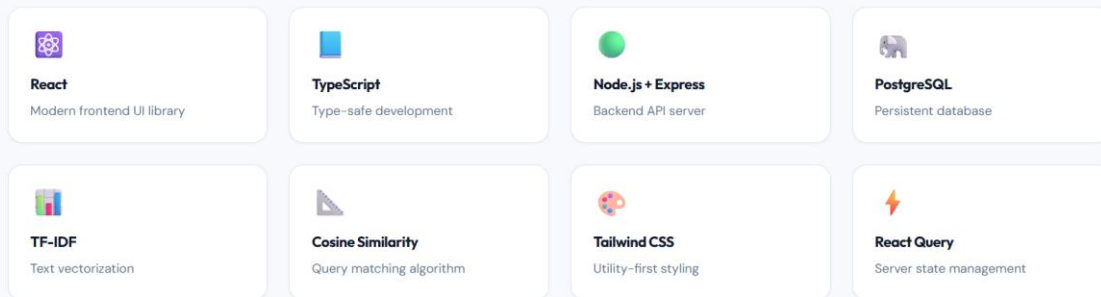 React
Modern frontend UI library
TypeScript
Type-safe development
Node.js + Express
Backend API server
PostgreSQL
Persistent database
TF-IDF
Text vectorization
Cosine Similarity
Query matching algorithm
Tailwind CSS
Utility-first styling
React Query
Server state management